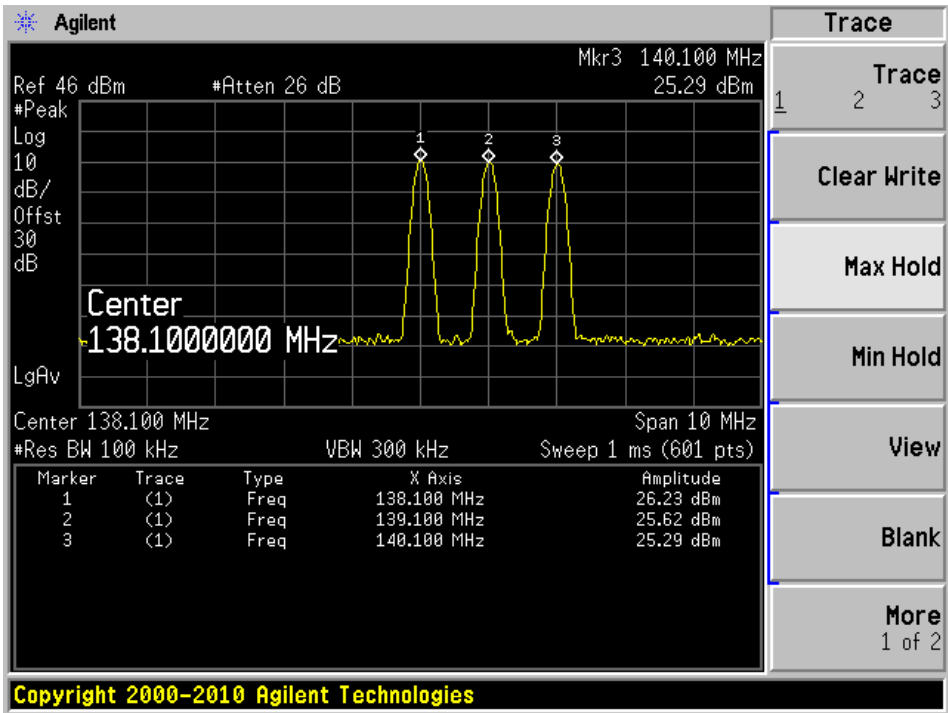 Agilent
Trace
Mkr3 140.100 MHz
Ref 46 dBm #Atten 26 dB 25.29 dBm
#Peak
Log
10
dB/
Offst
30
dB
1 2 3
Center
138.1000000 MHz
LgAv
Center 138.100 MHz Span 10 MHz
#Res BW 100 kHz VBW 300 kHz Sweep 1 ms (601 pts)
Marker Trace Type X Axis Amplitude
1 (1) Freq 138.100 MHz 26.23 dBm
2 (1) Freq 139.100 MHz 25.62 dBm
3 (1) Freq 140.100 MHz 25.29 dBm
Trace
1 2 3
Clear Write
Max Hold
Min Hold
View
Blank
More
1 of 2
Copyright 2000-2010 Agilent Technologies